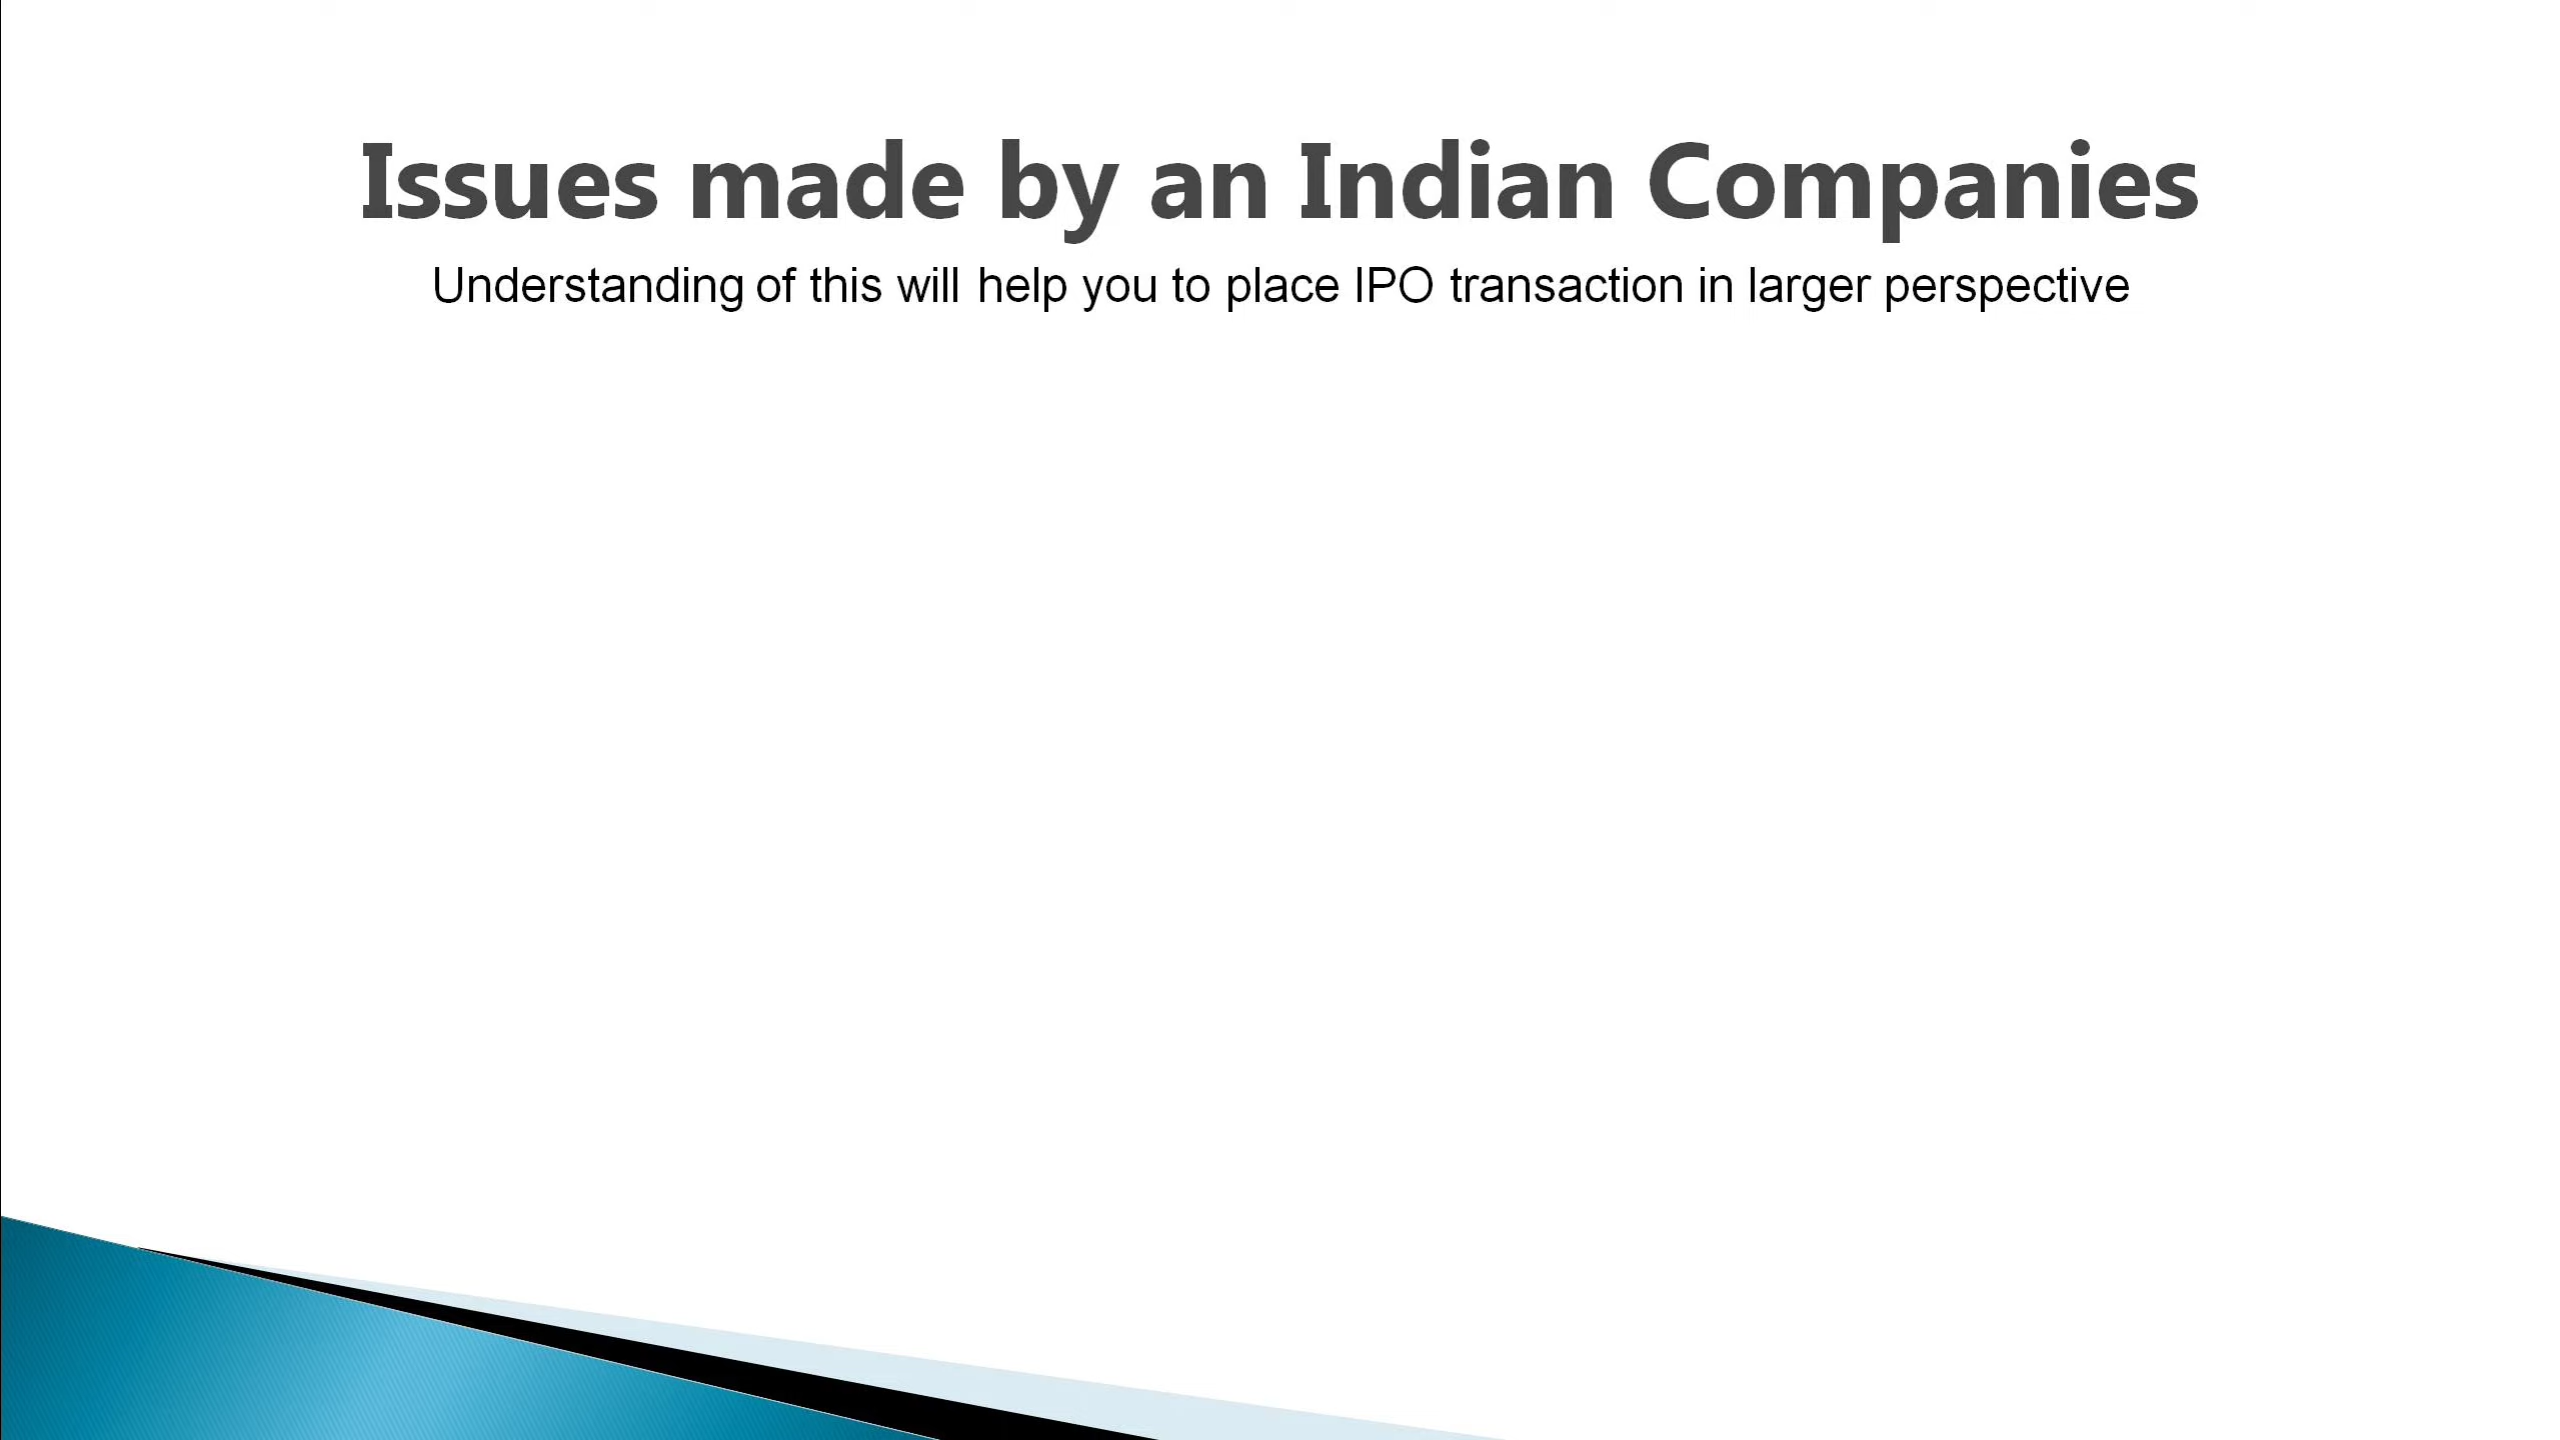 Issues made by an Indian Companies
Understanding of this will help you to place IPO transaction in larger perspective